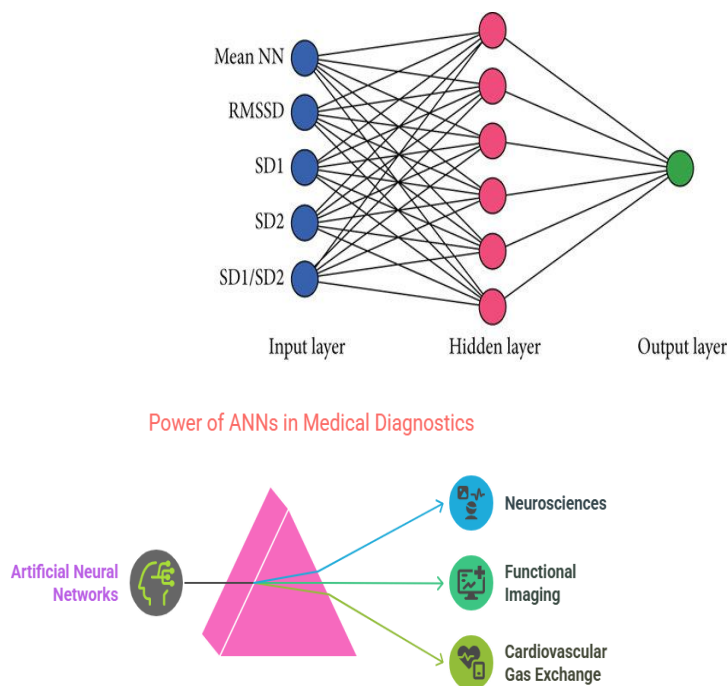 Mean NN
RMSSD
SD1
SD2
SD1/SD2
Input layer
Hidden layer
Output layer
Power of ANNs in Medical Diagnostics
Artificial Neural
Networks
Neurosciences
Functional
Imaging
Cardiovascular
Gas Exchange